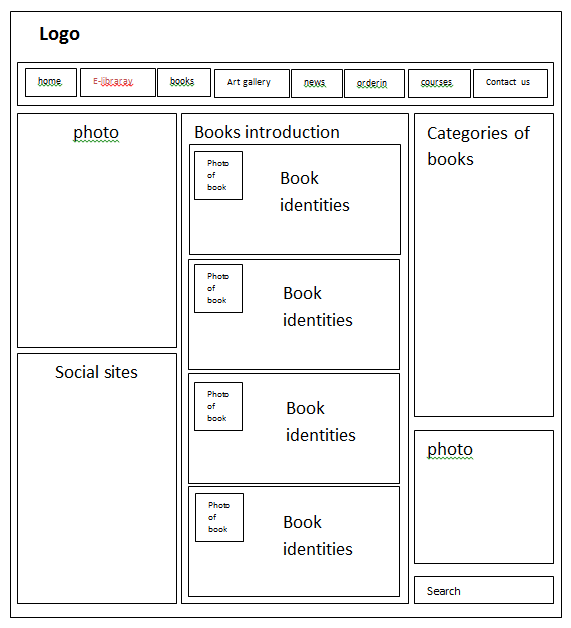 Logo
home E-libraray books Art gallery news orderin courses Contact us
photo
Social sites
Books introduction
Photo
of
book
Book
identities
Photo
of
book
Book
identities
Photo
of
book
Book
identities
Photo
of
book
Book
identities
Categories of
books
photo
Search